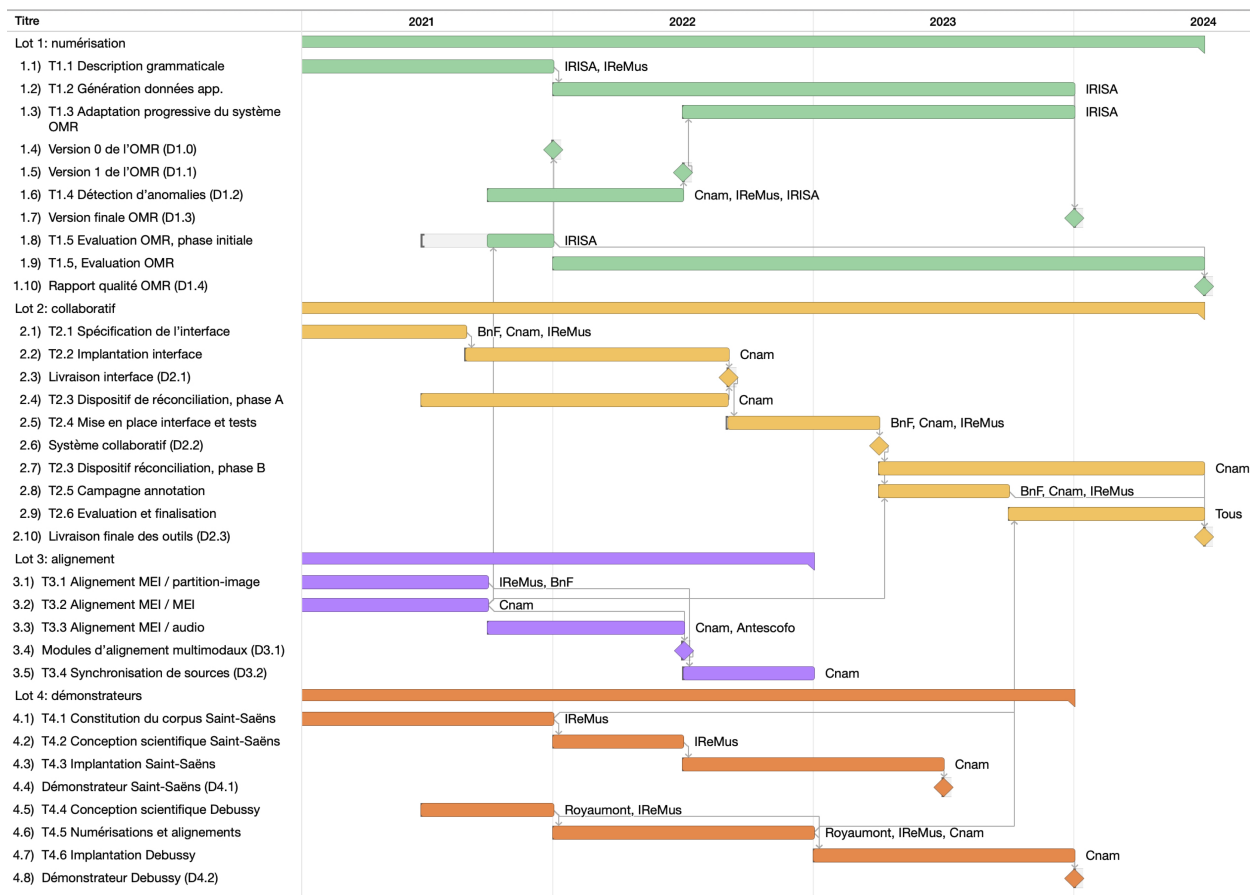 Titre 2021 2022 2023 2024
Lot 1: numérisation
1.1) T1.1 Description grammaticale IRISA, IReMus
1.2) T1.2 Génération données app. IRISA
1.3) T1.3 Adaptation progressive du système IRISA
OMR
1.4) Version 0 de l'OMR (D1.0)
1.5) Version 1 de l'OMR (D1.1)
1.6) T1.4 Détection d'anomalies (D1.2) Cnam, IReMus, IRISA
1.7) Version finale OMR (D1.3)
1.8) T1.5 Evaluation OMR, phase initiale IRISA
1.9) T1.5, Evaluation OMR
1.10) Rapport qualité OMR (D1.4)
Lot 2: collaboratif
2.1) T2.1 Spécification de l'interface BnF, Cnam, IReMus
2.2) T2.2 Implantation interface Cnam
2.3) Livraison interface (D2.1)
2.4) T2.3 Dispositif de réconciliation, phase A Cnam
2.5) T2.4 Mise en place interface et tests BnF, Cnam, IReMus
2.6) Système collaboratif (D2.2)
2.7) T2.3 Dispositif réconciliation, phase B Cnam
2.8) T2.5 Campagne annotation BnF, Cnam, IReMus
2.9) T2.6 Evaluation et finalisation Tous
2.10) Livraison finale des outils (D2.3)
Lot 3: alignement
3.1) T3.1 Alignement MEI / partition-image IReMus, BnF
3.2) T3.2 Alignement MEI / MEI Cnam
3.3) T3.3 Alignement MEI / audio Cnam, Antescofo
3.4) Modules d'alignement multimodaux (D3.1)
3.5) T3.4 Synchronisation de sources (D3.2) Cnam
Lot 4: démonstrateurs
4.1) T4.1 Constitution du corpus Saint-Saëns IReMus
4.2) T4.2 Conception scientifique Saint-Saëns IReMus
4.3) T4.3 Implantation Saint-Saëns Cnam
4.4) Démonstrateur Saint-Saëns (D4.1)
4.5) T4.4 Conception scientifique Debussy Royaumont, IReMus
4.6) T4.5 Numérisations et alignements Royaumont, IReMus, Cnam
4.7) T4.6 Implantation Debussy Cnam
4.8) Démonstrateur Debussy (D4.2)